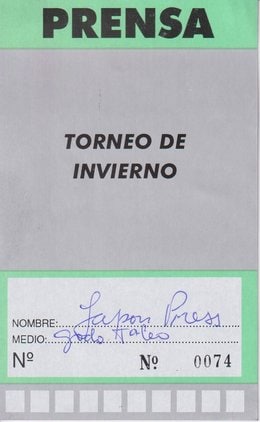 PRENSA
TORNEO DE
INVIERNO
NOMBRE: Japon Press
MEDIO:
Nº Nº 0074